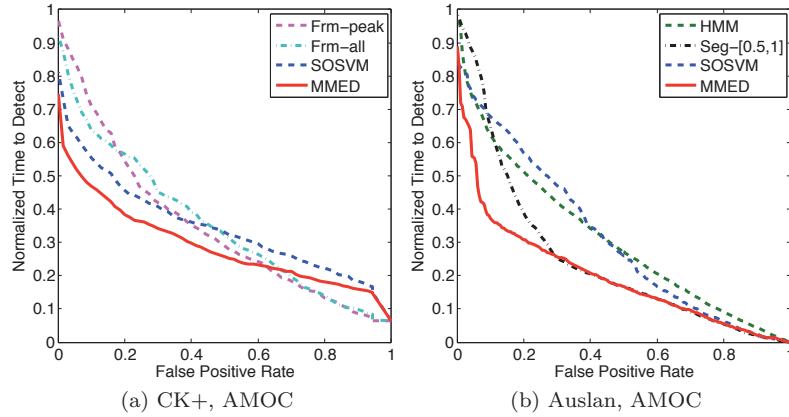 Normalized Time to Detect
1
0.9
0.8
0.7
0.6
0.5
0.4
0.3
0.2
0.1
0
0 0.2 0.4 0.6 0.8 1
False Positive Rate
Frm-peak
Frm-all
SOSVM
MMED
(a) CK+, AMOC
Normalized Time to Detect
1
0.9
0.8
0.7
0.6
0.5
0.4
0.3
0.2
0.1
0
0 0.2 0.4 0.6 0.8 1
False Positive Rate
HMM
Seg-[0.5,1]
SOSVM
MMED
(b) Auslan, AMOC